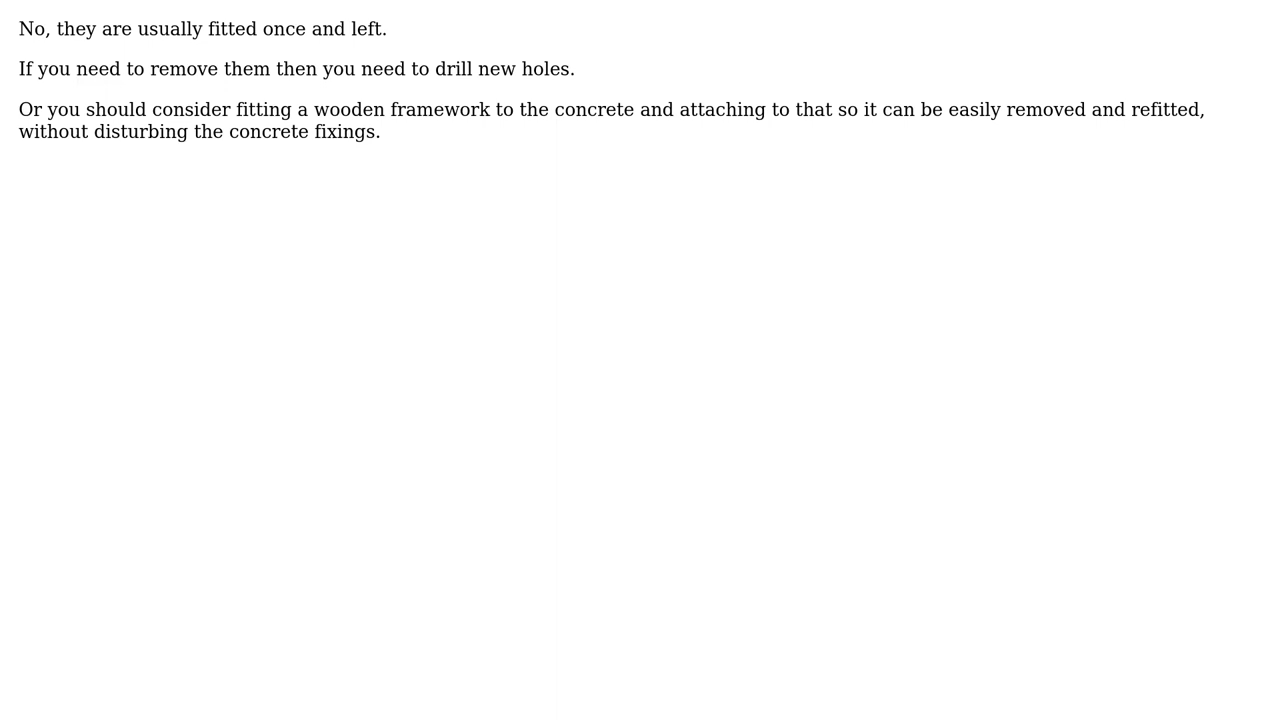 No, they are usually fitted once and left.
If you need to remove them then you need to drill new holes.
Or you should consider fitting a wooden framework to the concrete and attaching to that so it can be easily removed and refitted,
without disturbing the concrete fixings.